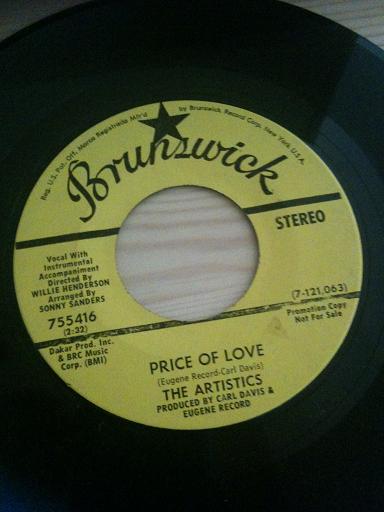 Reg. U.S. Pat. Off. Marca Registrada Mfr'd by Brunswick Record Corp. New York U.S.A.
Brunswick
STEREO
Vocal With
Instrumental
Accompaniment
Directed By
WILLIE HENDERSON
Arranged By
SONNY SANDERS
755416
(2:32)
Dakar Prod. Inc.
& BRC Music
Corp. (BMI)
(7-121,063)
Promotion Copy
Not For Sale
PRICE OF LOVE
(Eugene Record-Carl Davis)
THE ARTISTICS
PRODUCED BY CARL DAVIS &
EUGENE RECORD